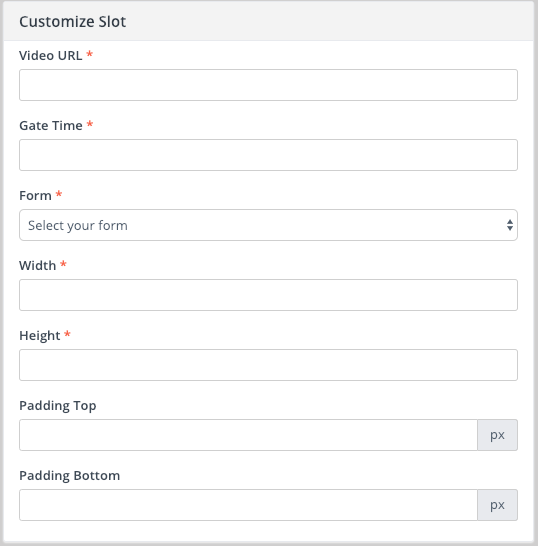 Customize Slot
Video URL *
Gate Time *
Form *
Select your form
Width *
Height *
Padding Top
px
Padding Bottom
px